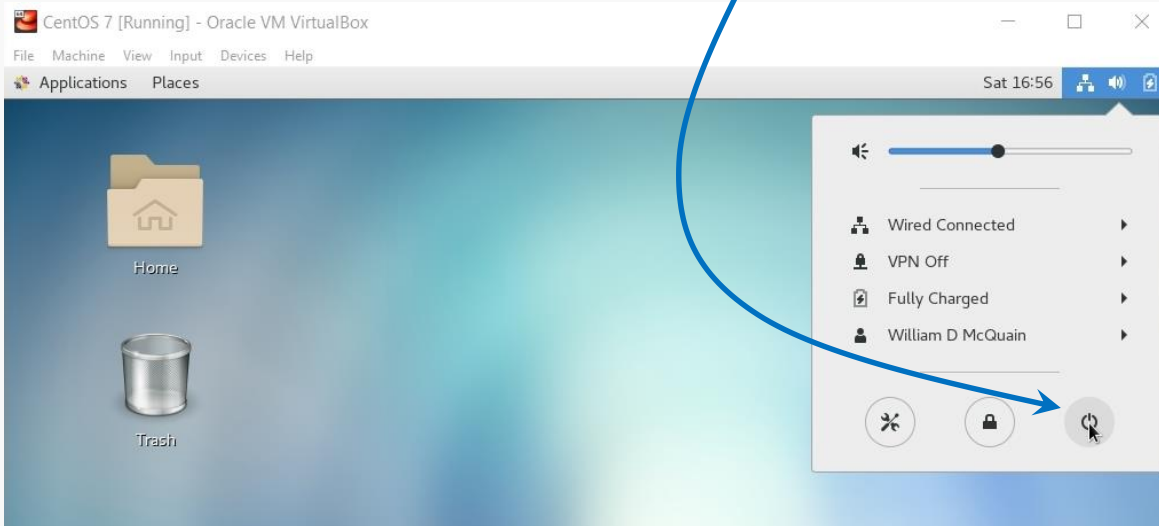 CentOS 7 [Running] - Oracle VM VirtualBox
File Machine View Input Devices Help
Applications Places Sat 16:56
Home
Trash
Wired Connected
VPN Off
Fully Charged
William D McQuain